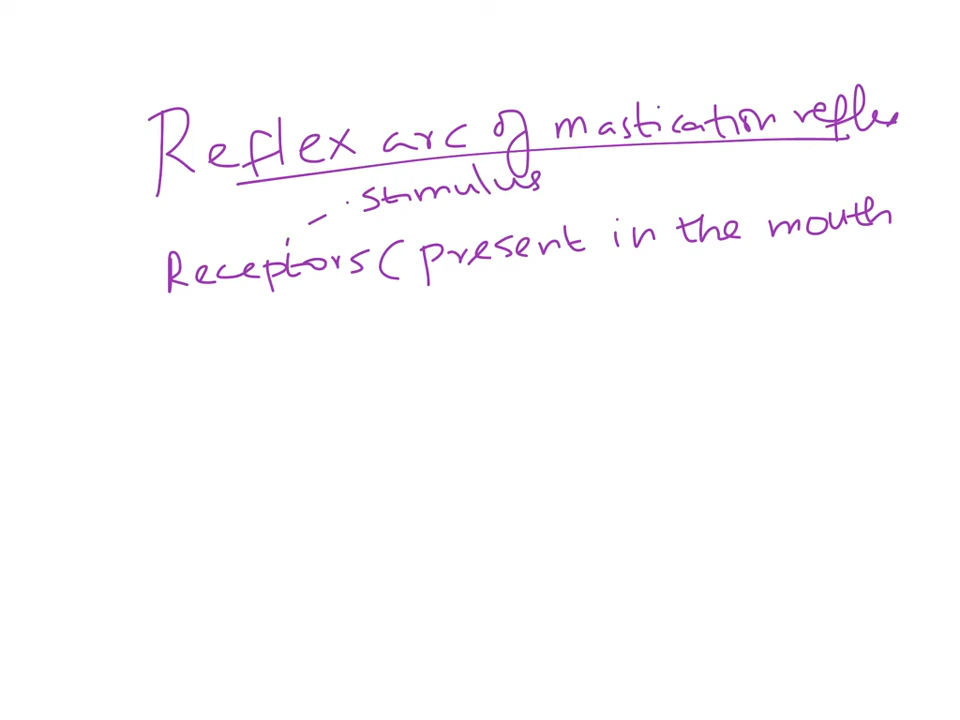 Reflex arc of mastication reflex
- . stimulus
Receptors ( present in the mouth